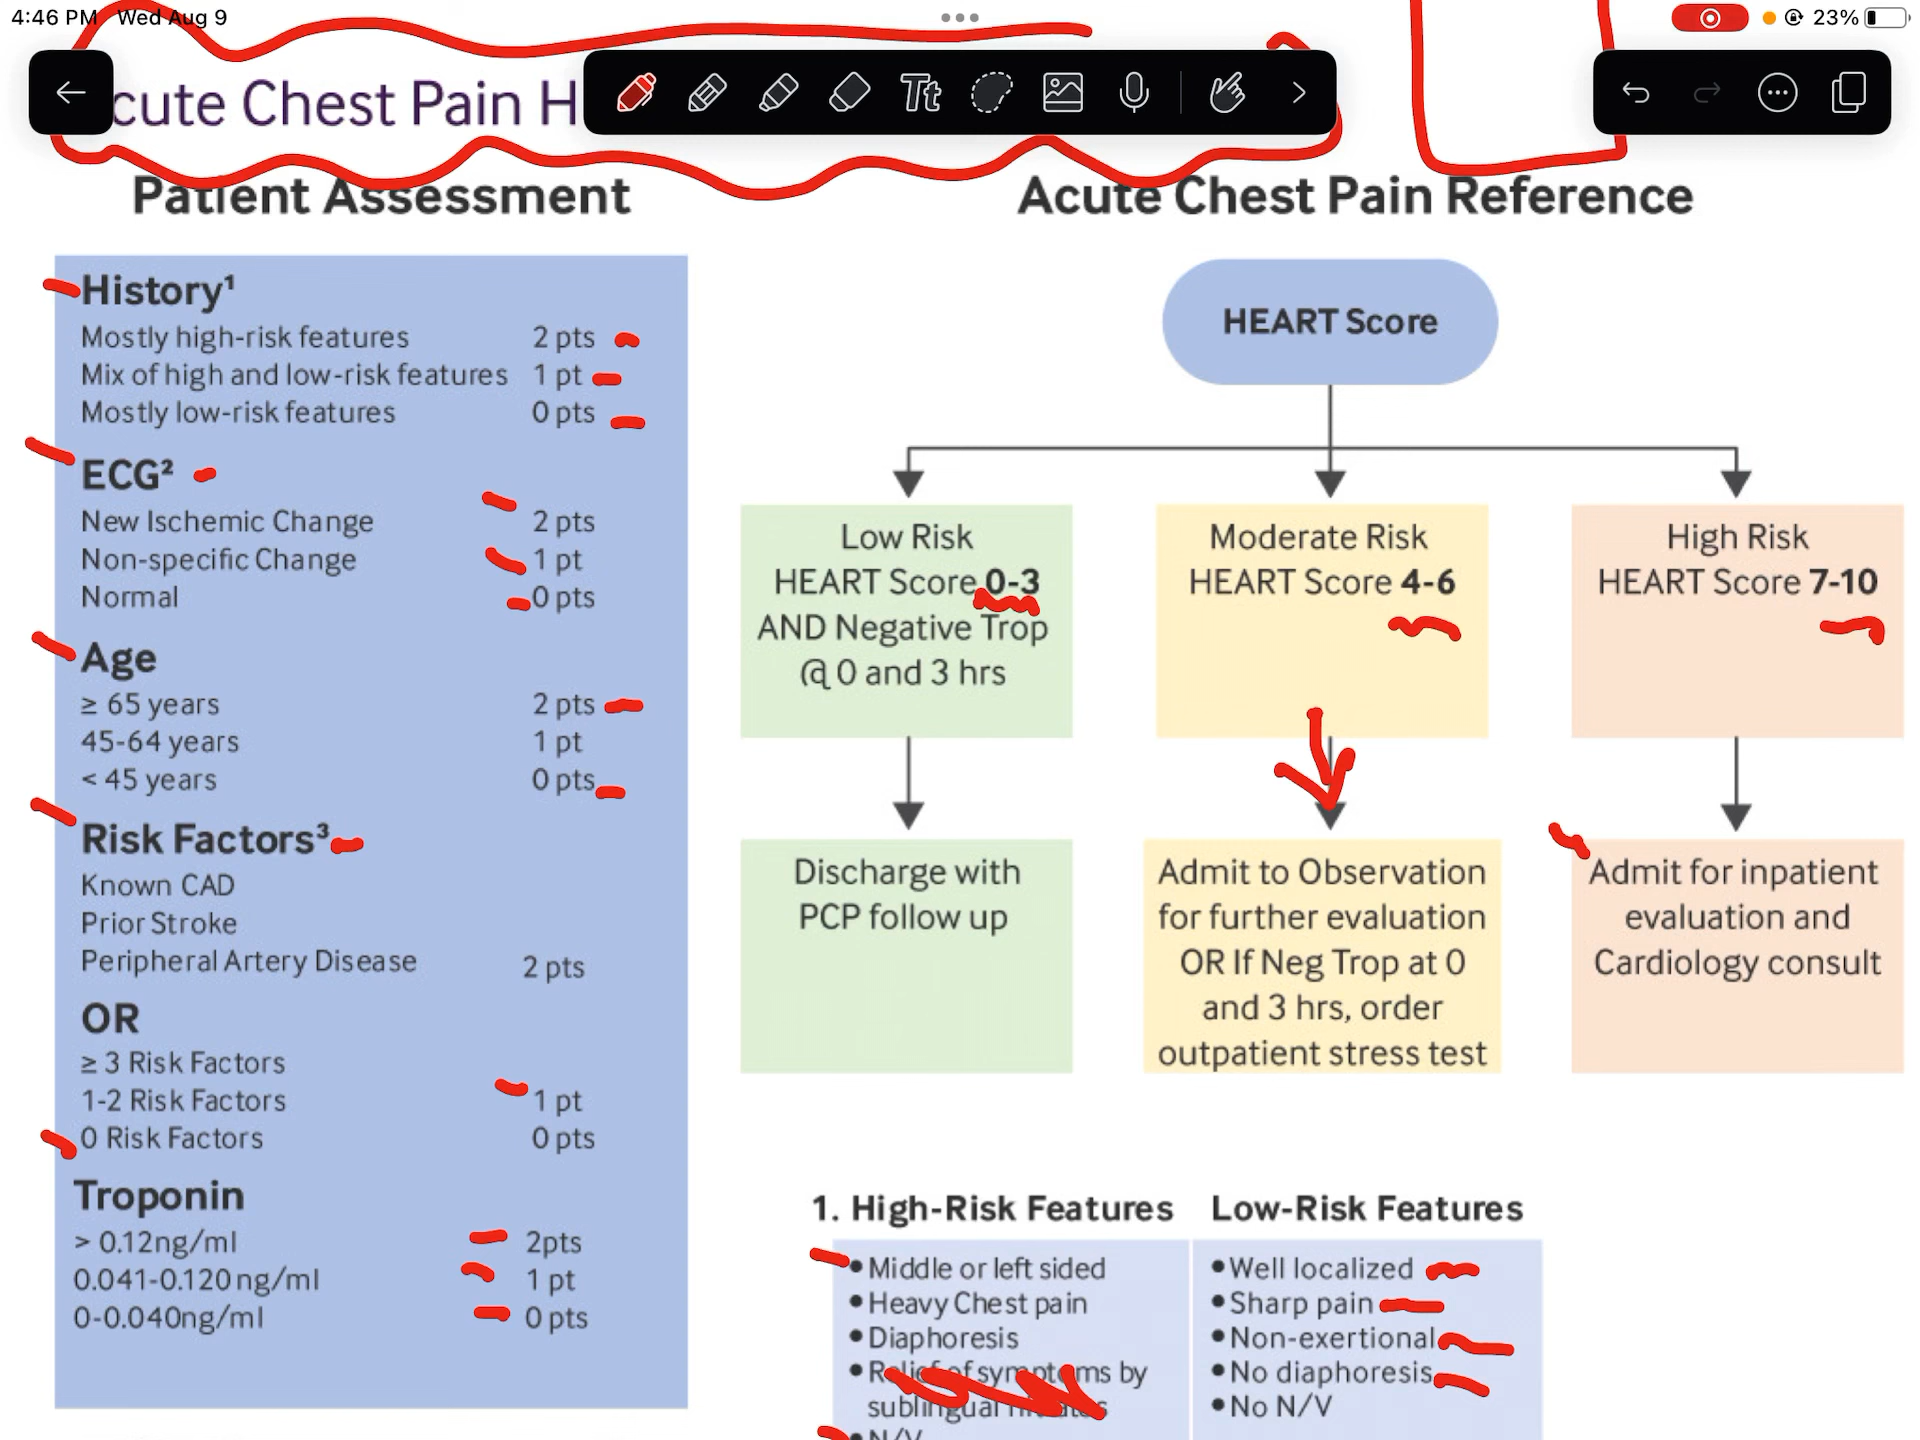 4:46 PM Wed Aug 9
23%
cute Chest Pain H
Tt
Patient Assessment
History¹
Mostly high-risk features 2 pts
Mix of high and low-risk features 1 pt
Mostly low-risk features 0 pts
ECG²
New Ischemic Change 2 pts
Non-specific Change 1 pt
Normal 0 pts
Age
≥ 65 years 2 pts
45-64 years 1 pt
< 45 years 0 pts
Risk Factors³
Known CAD
Prior Stroke
Peripheral Artery Disease 2 pts
OR
≥ 3 Risk Factors
1-2 Risk Factors 1 pt
0 Risk Factors 0 pts
Troponin
> 0.12ng/ml 2pts
0.041-0.120 ng/ml 1 pt
0-0.040ng/ml 0 pts
Acute Chest Pain Reference
HEART Score
Low Risk
HEART Score 0-3
AND Negative Trop
@ 0 and 3 hrs
Discharge with
PCP follow up
Moderate Risk
HEART Score 4-6
Admit to Observation
for further evaluation
OR If Neg Trop at 0
and 3 hrs, order
outpatient stress test
High Risk
HEART Score 7-10
Admit for inpatient
evaluation and
Cardiology consult
1. High-Risk Features
• Middle or left sided
• Heavy Chest pain
• Diaphoresis
• Relief of symptoms by
sublingual nitrates
• N/V
Low-Risk Features
• Well localized
• Sharp pain
• Non-exertional
• No diaphoresis
• No N/V